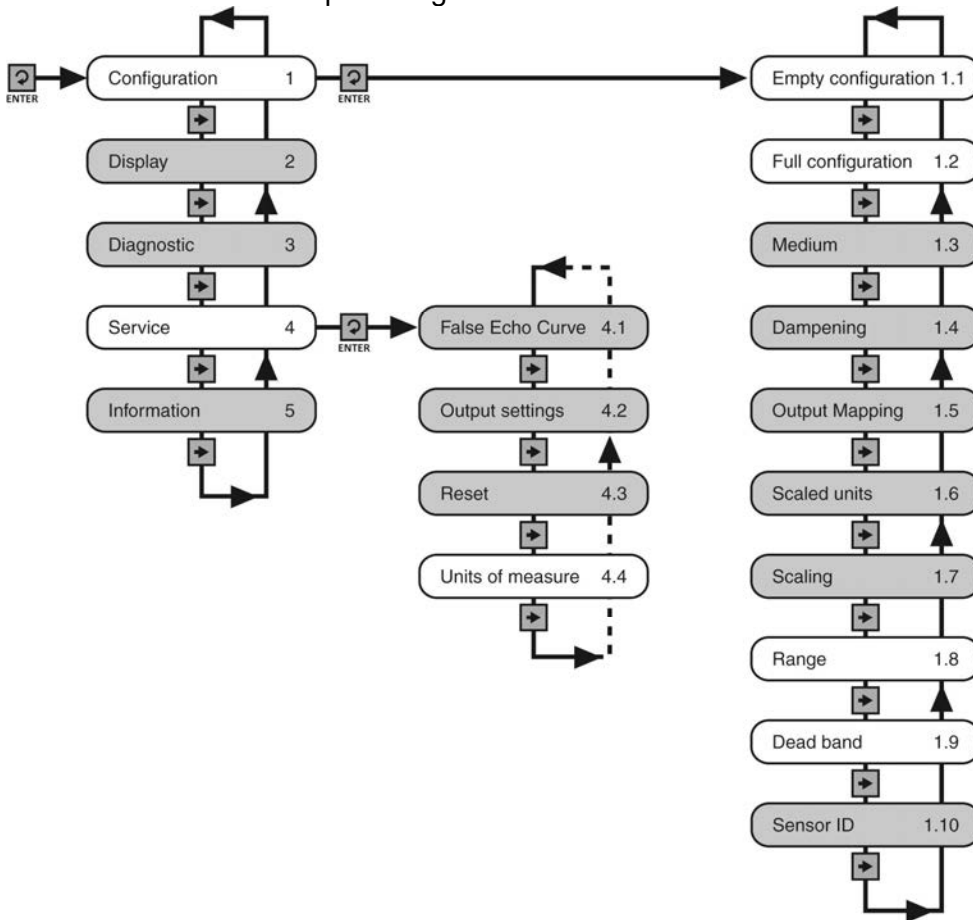 ENTER
Configuration 1
ENTER
Display 2
Diagnostic 3
Service 4
ENTER
Information 5
False Echo Curve 4.1
Output settings 4.2
Reset 4.3
Units of measure 4.4
Empty configuration 1.1
Full configuration 1.2
Medium 1.3
Dampening 1.4
Output Mapping 1.5
Scaled units 1.6
Scaling 1.7
Range 1.8
Dead band 1.9
Sensor ID 1.10